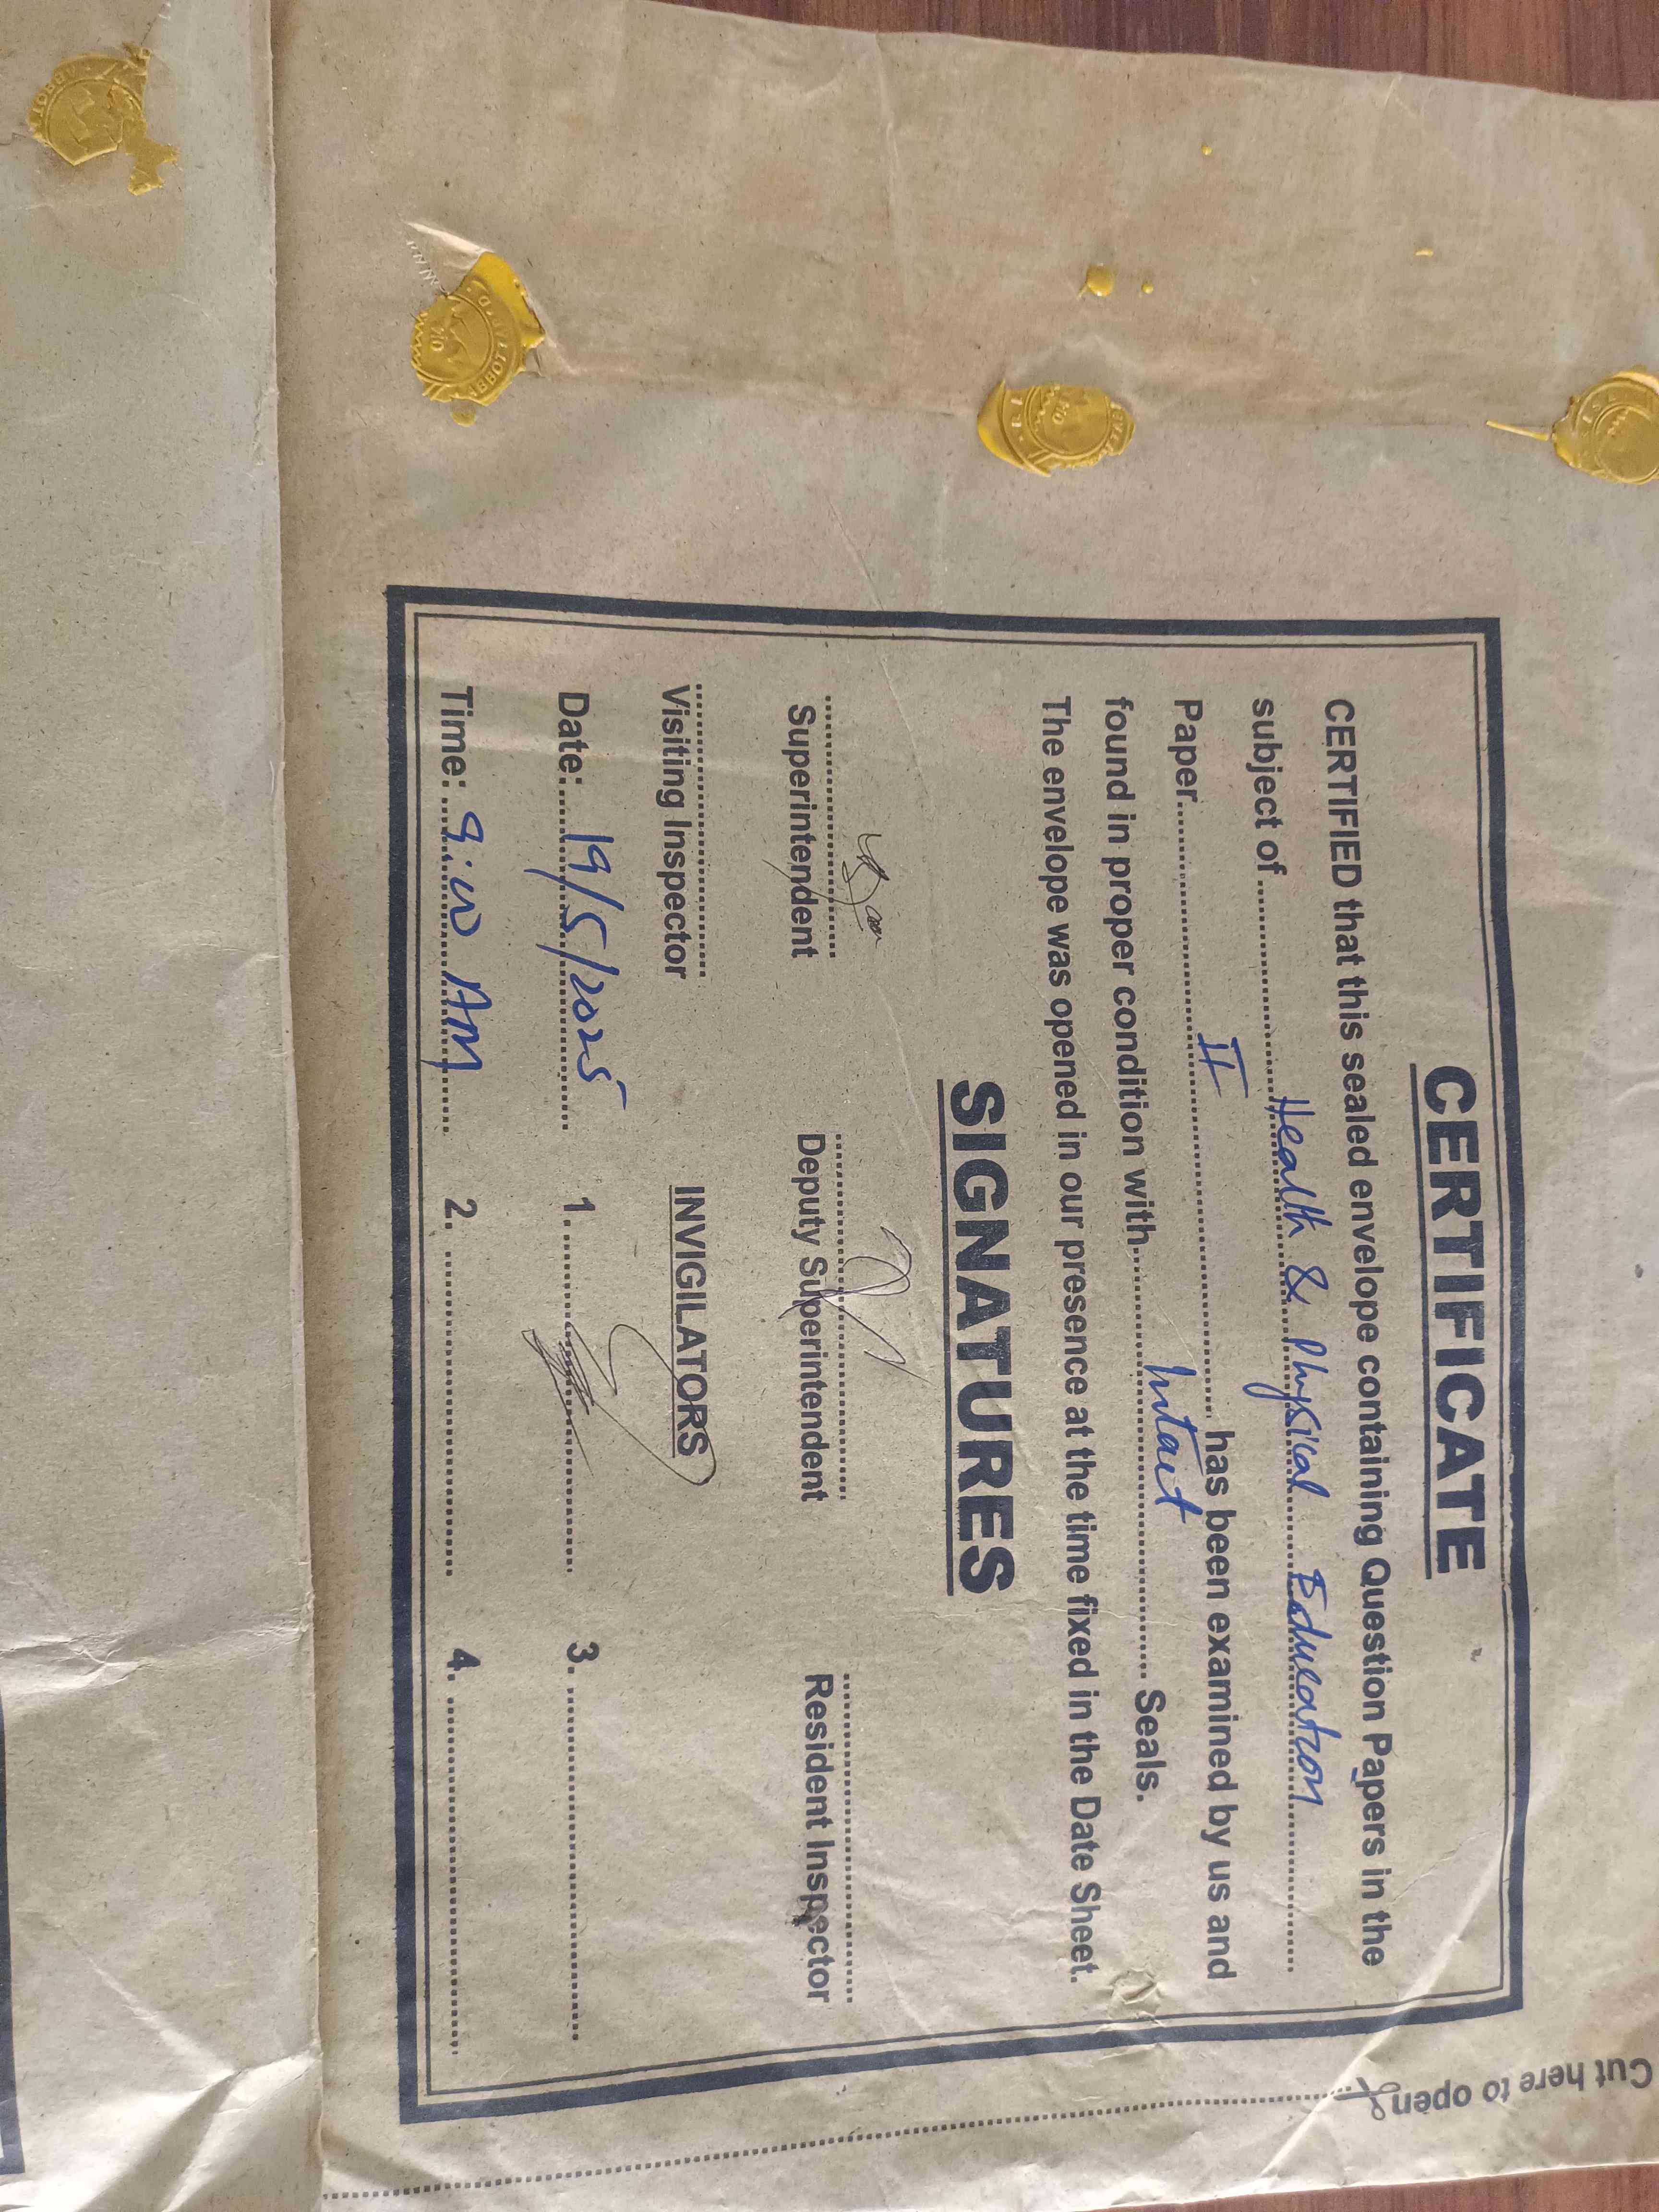 CERTIFICATE
CERTIFIED that this sealed envelope containing Question Papers in the
subject of ........ Health & Physical Education ........
Paper ........ II ........ has been examined by us and
found in proper condition with ........ Intact ........ Seals.
The envelope was opened in our presence at the time fixed in the Date Sheet.
SIGNATURES
Superintendent Deputy Superintendent Resident Inspector
Visiting Inspector INVIGILATORS
Date: 19/5/2025 1. ........ 3. ........
Time: AM 2. ........ 4. ........
Cut here to open